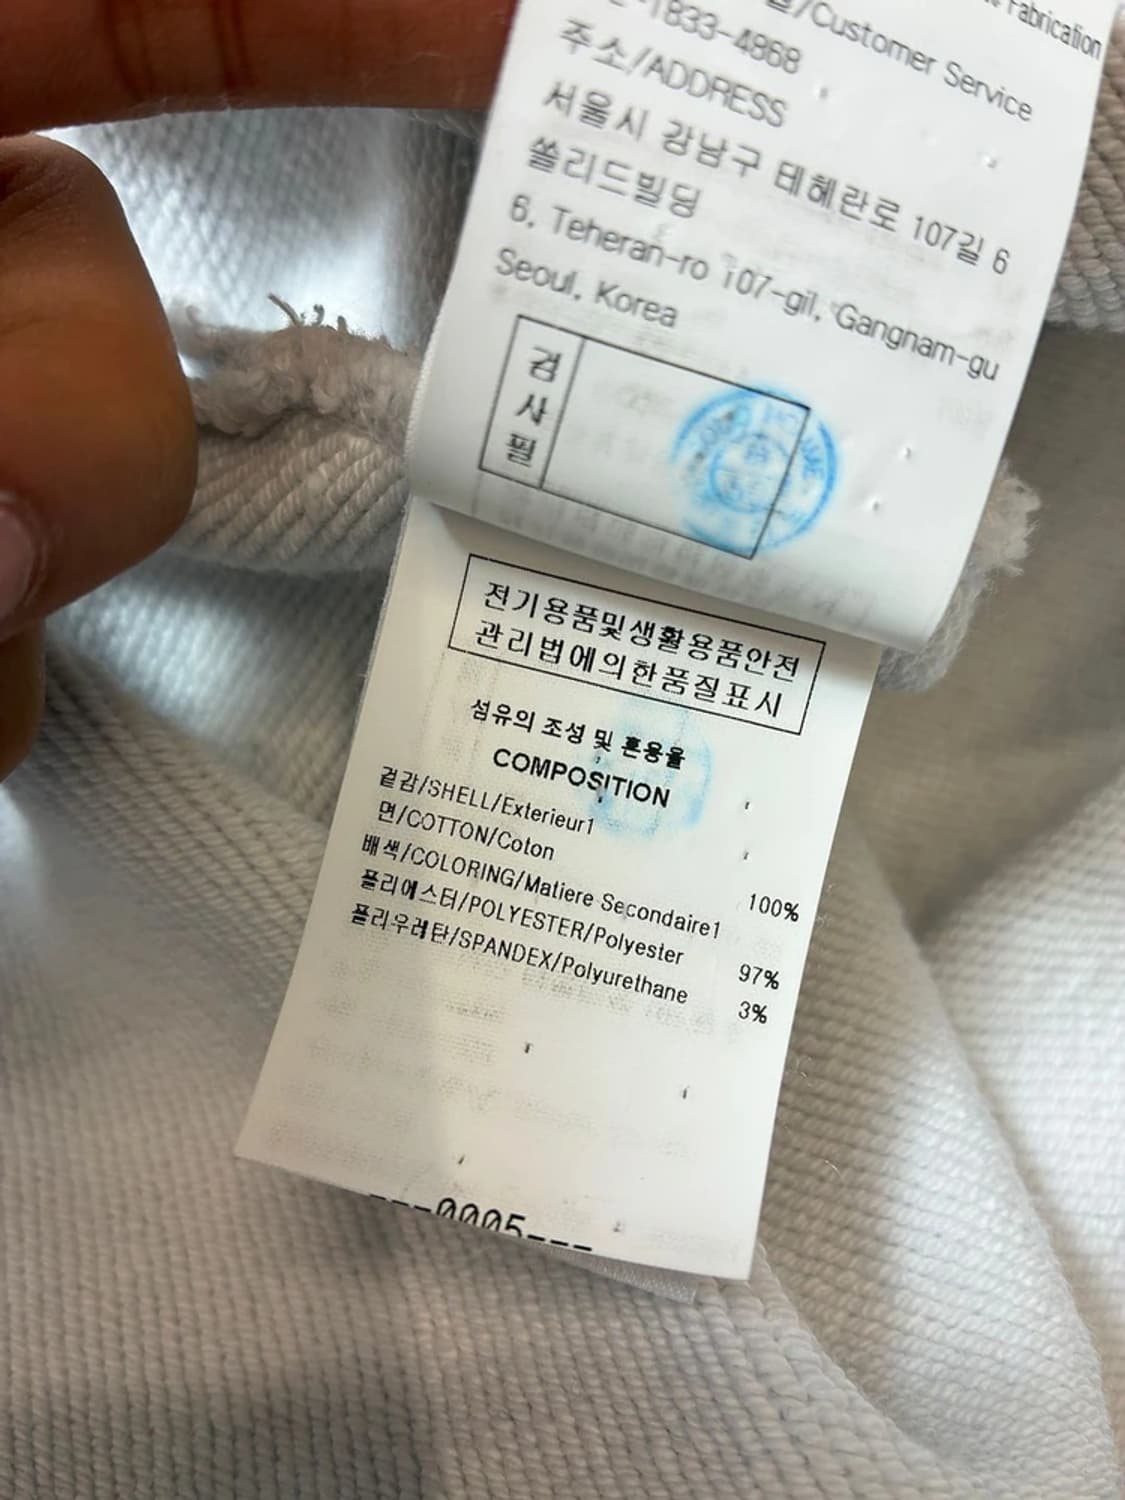 Fabrication
/Customer Service
-1833-4868
주소/ADDRESS
서울시 강남구 테헤란로 107길 6
쏠리드빌딩
6, Teheran-ro 107-gil, Gangnam-gu
Seoul, Korea
검사필
전기용품및생활용품안전
관리법에의한품질표시
섬유의 조성 및 혼용율
COMPOSITION
겉감/SHELL/Exterieur1
면/COTTON/Coton 100%
배색/COLORING/Matiere Secondaire1
폴리에스터/POLYESTER/Polyester 97%
폴리우레탄/SPANDEX/Polyurethane 3%
---0005---